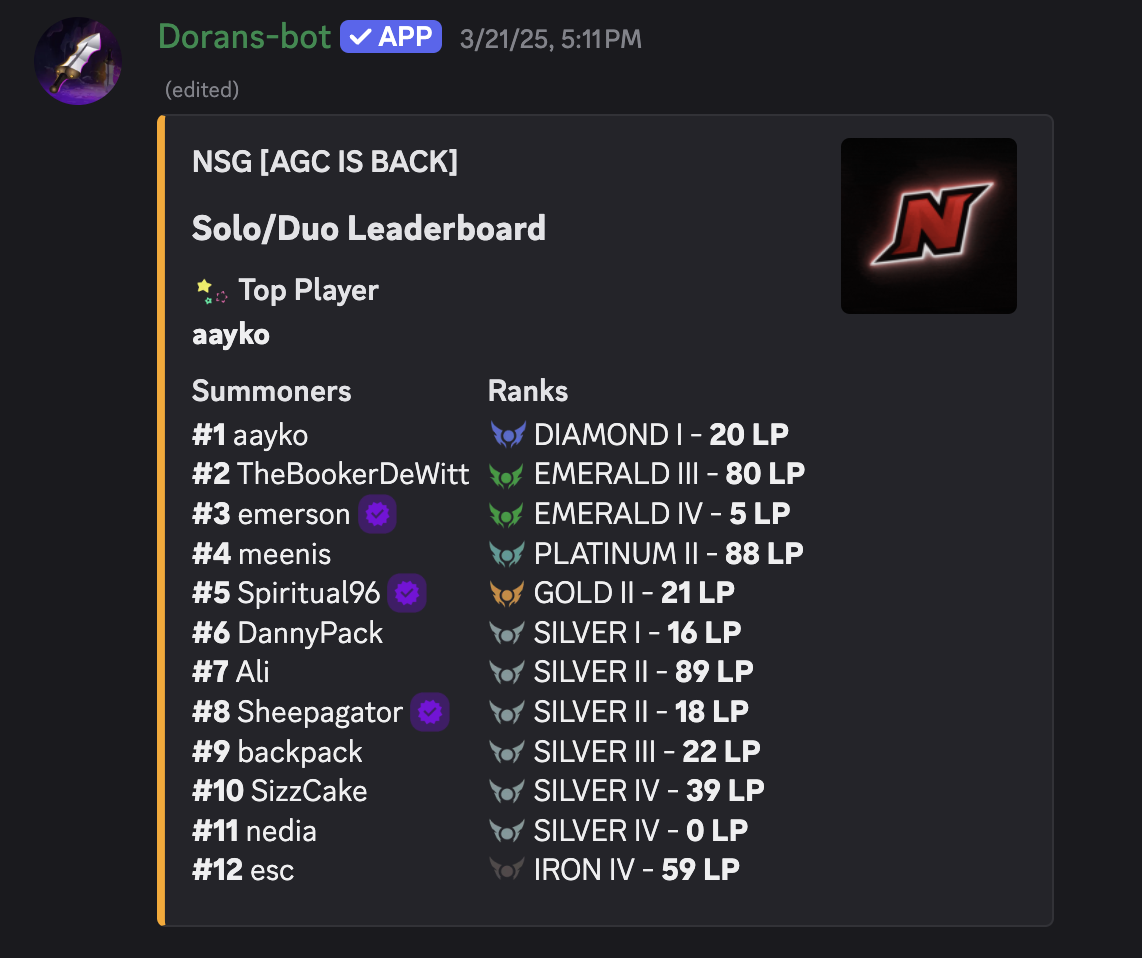 Dorans-bot ✓ APP 3/21/25, 5:11 PM
(edited)
NSG [AGC IS BACK]
N
Solo/Duo Leaderboard
Top Player
aayko
Summoners Ranks
#1 aayko DIAMOND I - 20 LP
#2 TheBookerDeWitt EMERALD III - 80 LP
#3 emerson EMERALD IV - 5 LP
#4 meenis PLATINUM II - 88 LP
#5 Spiritual96 GOLD II - 21 LP
#6 DannyPack SILVER I - 16 LP
#7 Ali SILVER II - 89 LP
#8 Sheepagator SILVER II - 18 LP
#9 backpack SILVER III - 22 LP
#10 SizzCake SILVER IV - 39 LP
#11 nedia SILVER IV - 0 LP
#12 esc IRON IV - 59 LP